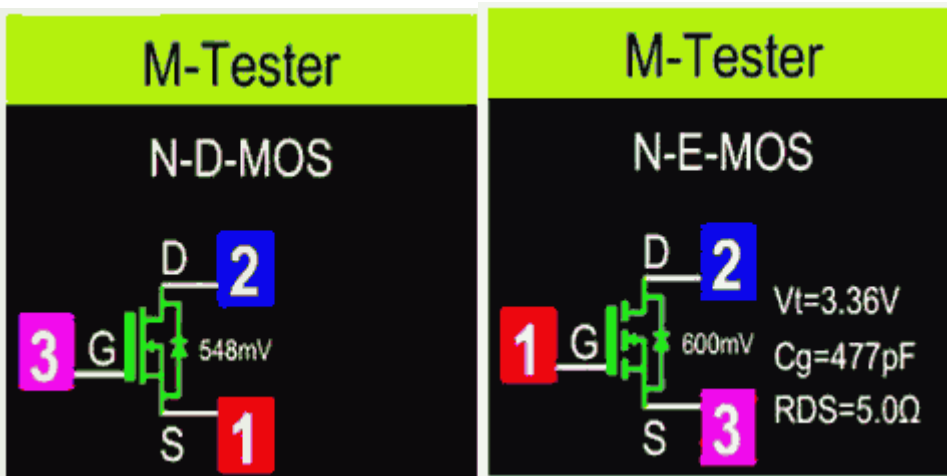 M-Tester
N-D-MOS
D
2
3
G
548mV
S
1
M-Tester
N-E-MOS
D
2
Vt=3.36V
1
G
600mV
Cg=477pF
S
3
RDS=5.0Ω